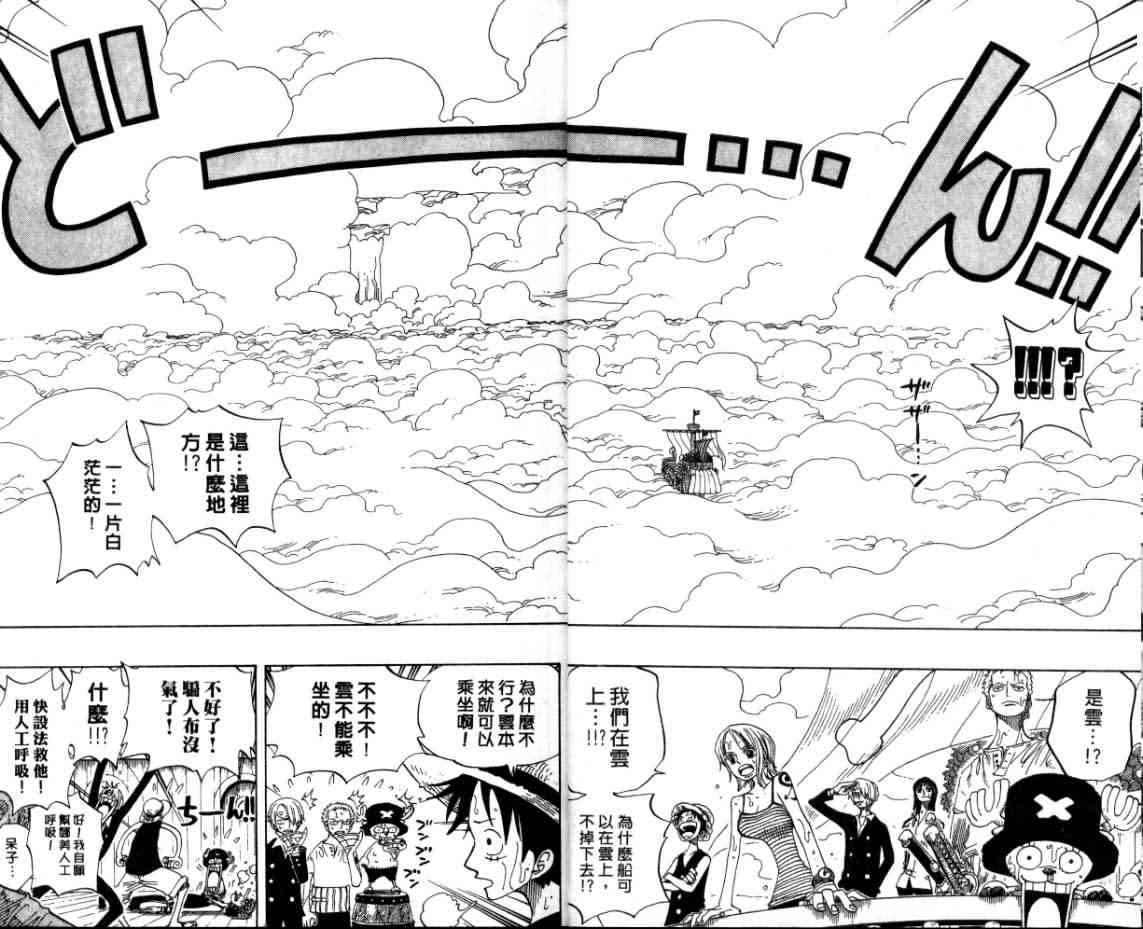 ど
ー
・・・
ん!!
!!!?
ザザーーン
這…這裡
是什麼地
方!?
一…一片白
茫茫的！
是雲…!?
我們在雲
上…!!?
為什麼船可
以在雲上，
不掉下去!?
為什麼不
行？雲本
來就可以
乘坐啊！
不不不！
雲不能乘
坐的！
不好了！
騙人布沒
氣了！
ちーん!!
什麼!!!?
快設法救他！
用人工呼吸！
好！我自願
幫娜美人工
呼吸！
呆子…